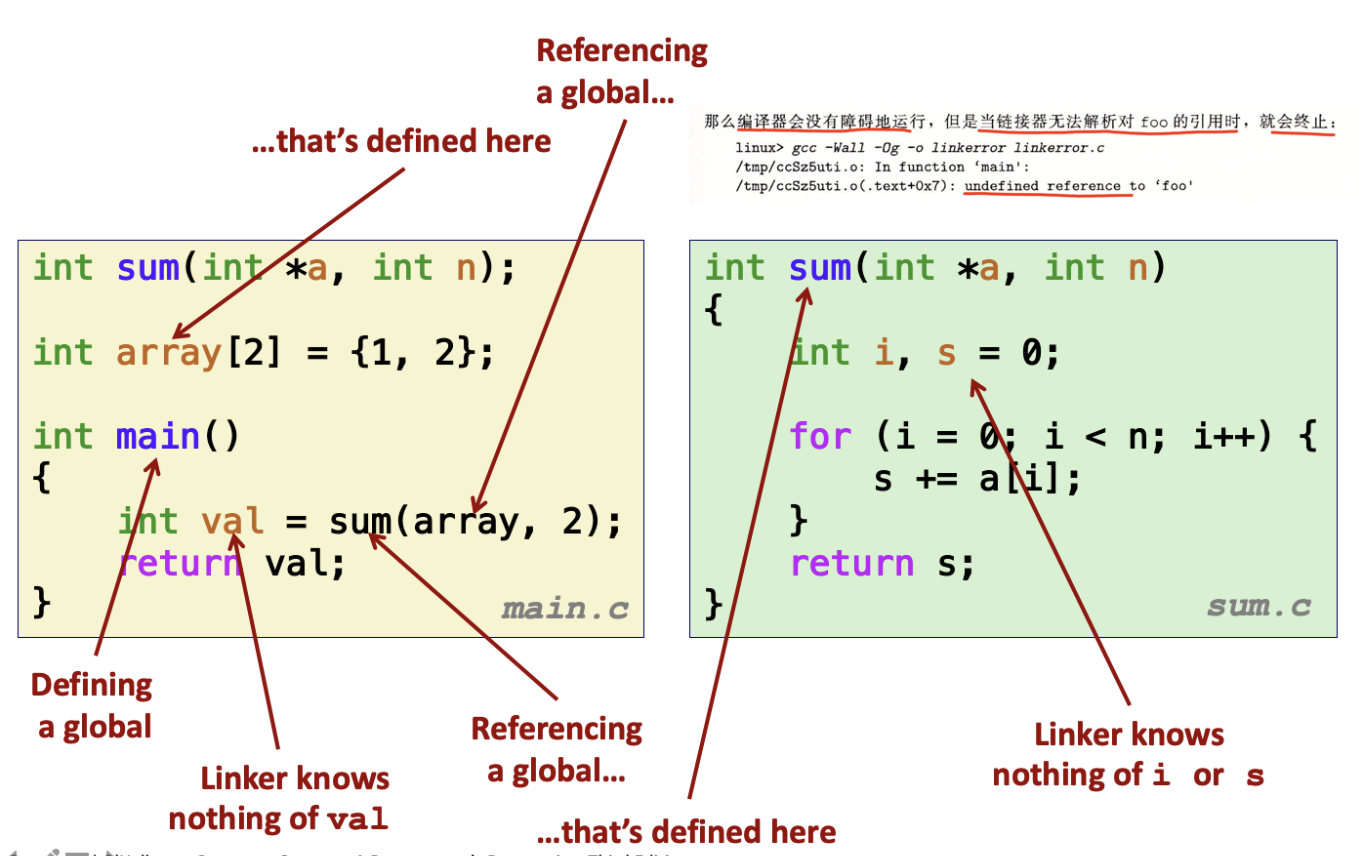 Referencing
a global…
…that's defined here
那么编译器会没有障碍地运行，但是当链接器无法解析对 foo 的引用时，就会终止：
linux> gcc -Wall -Og -o linkerror linkerror.c
/tmp/ccSz5uti.o: In function ‘main':
/tmp/ccSz5uti.o(.text+0x7): undefined reference to ‘foo'
int sum(int *a, int n);
int array[2] = {1, 2};
int main()
{
int val = sum(array, 2);
return val;
}
main.c
int sum(int *a, int n)
{
int i, s = 0;
for (i = 0; i < n; i++) {
s += a[i];
}
return s;
}
sum.c
Defining
a global
Linker knows
nothing of val
Referencing
a global…
…that's defined here
Linker knows
nothing of i or s